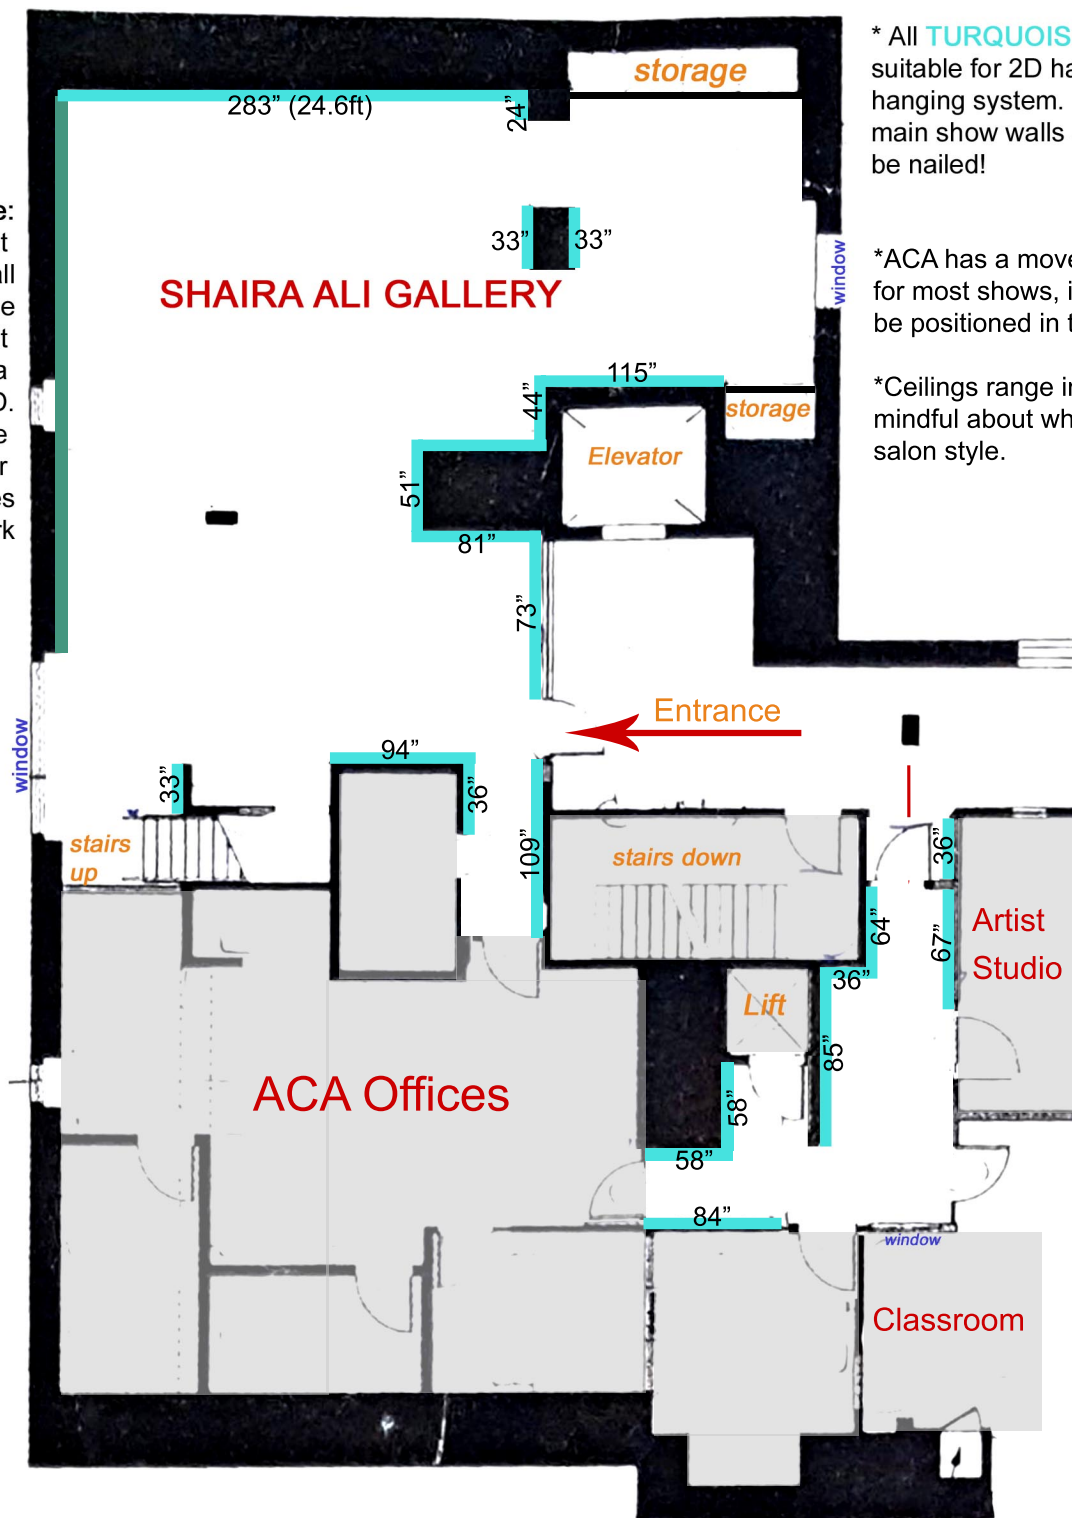 * All TURQUOIS
suitable for 2D ha
hanging system.
main show walls
be nailed!
*ACA has a move
for most shows, i
be positioned in t
*Ceilings range i
mindful about wh
salon style.
e:
t
all
e
t
a
D.
e
r
es
rk
storage
283” (24.6ft)
24”
33”
33”
window
SHAIRA ALI GALLERY
115”
44”
storage
Elevator
51”
81”
73”
Entrance
window
94”
33”
36”
109”
stairs
up
stairs down
36”
64”
67”
Artist
Studio
36”
Lift
85”
ACA Offices
58”
58”
84”
window
Classroom